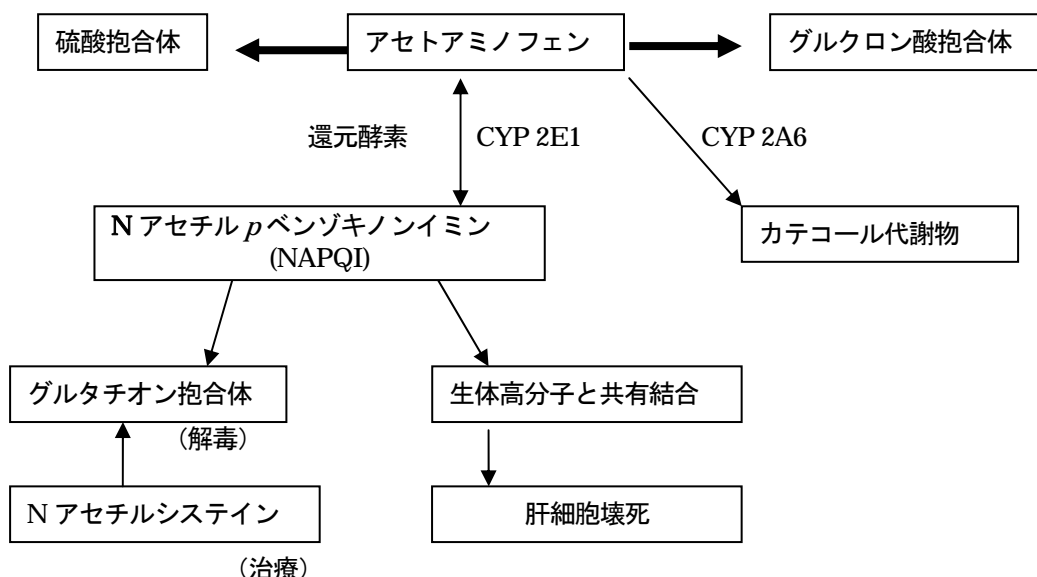 硫酸抱合体
アセトアミノフェン
グルクロン酸抱合体
還元酵素
CYP 2E1
CYP 2A6
N アセチル p ベンゾキノンイミン
(NAPQI)
カテコール代謝物
グルタチオン抱合体
生体高分子と共有結合
（解毒）
N アセチルシステイン
肝細胞壊死
（治療）